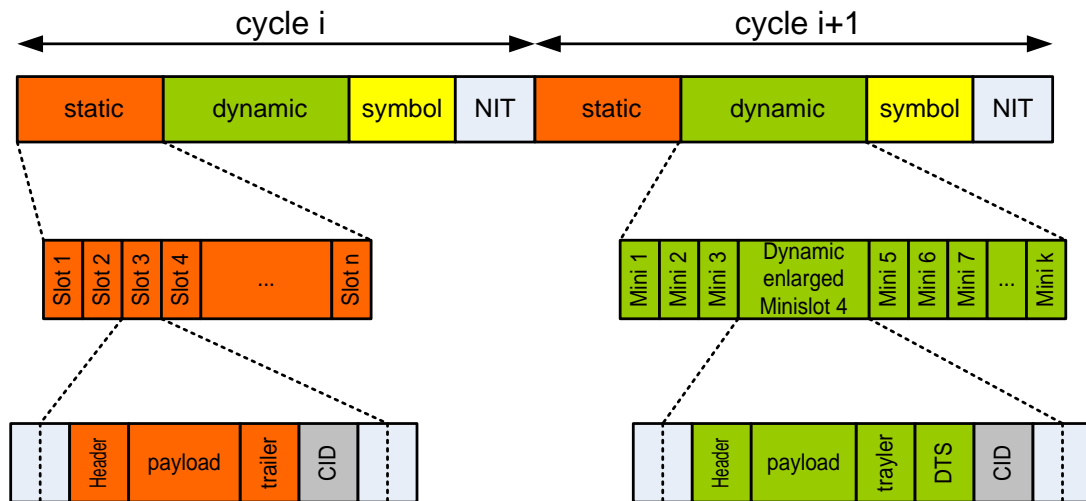 cycle i
cycle i+1
static
dynamic
symbol
NIT
static
dynamic
symbol
NIT
Slot 1
Slot 2
Slot 3
Slot 4
...
Slot n
Mini 1
Mini 2
Mini 3
Dynamic
enlarged
Minislot 4
Mini 5
Mini 6
Mini 7
...
Mini k
Header
payload
trailer
CID
Header
payload
trayler
DTS
CID